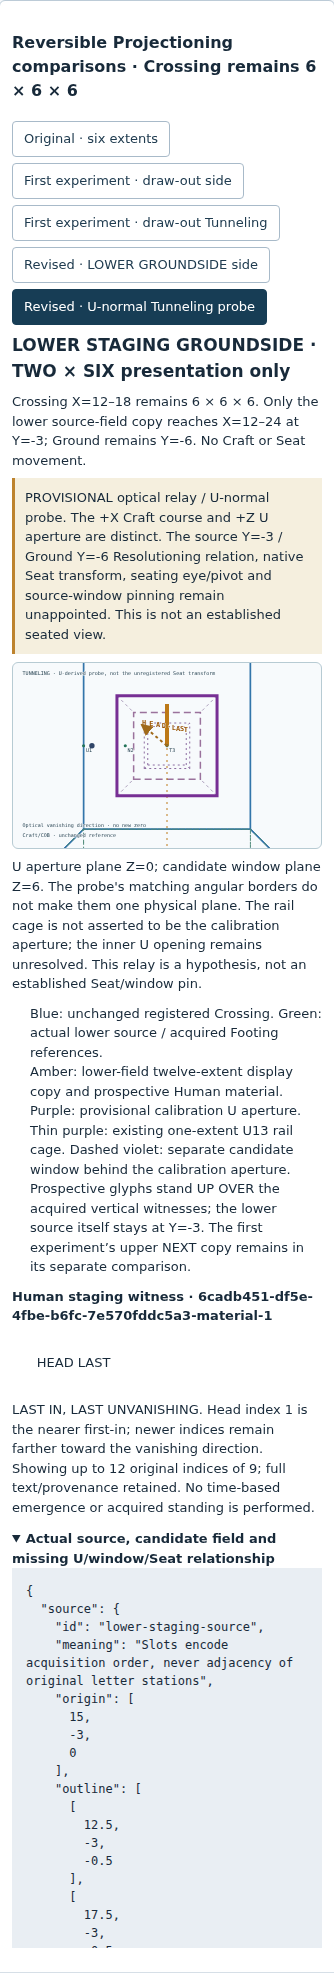 Reversible Projectioning
comparisons · Crossing remains 6
× 6 × 6
Original · six extents
First experiment · draw-out side
First experiment · draw-out Tunneling
Revised · LOWER GROUNDSIDE side
Revised · U-normal Tunneling probe
LOWER STAGING GROUNDSIDE ·
TWO × SIX presentation only
Crossing X=12–18 remains 6 × 6 × 6. Only the
lower source-field copy reaches X=12–24 at
Y=-3; Ground remains Y=-6. No Craft or Seat
movement.
PROVISIONAL optical relay / U-normal
probe. The +X Craft course and +Z U
aperture are distinct. The source Y=-3 /
Ground Y=-6 Resolutioning relation, native
Seat transform, seating eye/pivot and
source-window pinning remain
unappointed. This is not an established
seated view.
TUNNELING · U-derived probe, not the unregistered Seat transform
U1
N2
T3
Optical vanishing direction · no new zero
Craft/COB · unchanged reference
U aperture plane Z=0; candidate window plane
Z=6. The probe's matching angular borders do
not make them one physical plane. The rail
cage is not asserted to be the calibration
aperture; the inner U opening remains
unresolved. This relay is a hypothesis, not an
established Seat/window pin.
Blue: unchanged registered Crossing. Green:
actual lower source / acquired Footing
references.
Amber: lower-field twelve-extent display
copy and prospective Human material.
Purple: provisional calibration U aperture.
Thin purple: existing one-extent U13 rail
cage. Dashed violet: separate candidate
window behind the calibration aperture.
Prospective glyphs stand UP OVER the
acquired vertical witnesses; the lower
source itself stays at Y=-3. The first
experiment’s upper NEXT copy remains in
its separate comparison.
Human staging witness · 6cadb451-df5e-
4fbe-b6fc-7e570fddc5a3-material-1
HEAD LAST
LAST IN, LAST UNVANISHING. Head index 1 is
the nearer first-in; newer indices remain
farther toward the vanishing direction.
Showing up to 12 original indices of 9; full
text/provenance retained. No time-based
emergence or acquired standing is performed.
▼ Actual source, candidate field and
missing U/window/Seat relationship
{
"source": {
"id": "lower-staging-source",
"meaning": "Slots encode
acquisition order, never adjacency of
original letter stations",
"origin": [
15,
-3,
0
],
"outline": [
[
12.5,
-3,
-0.5
],
[
17.5,
-3,